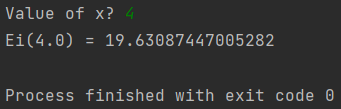 Value of x? 4
Ei(4.0) = 19.63087447005282
Process finished with exit code 0